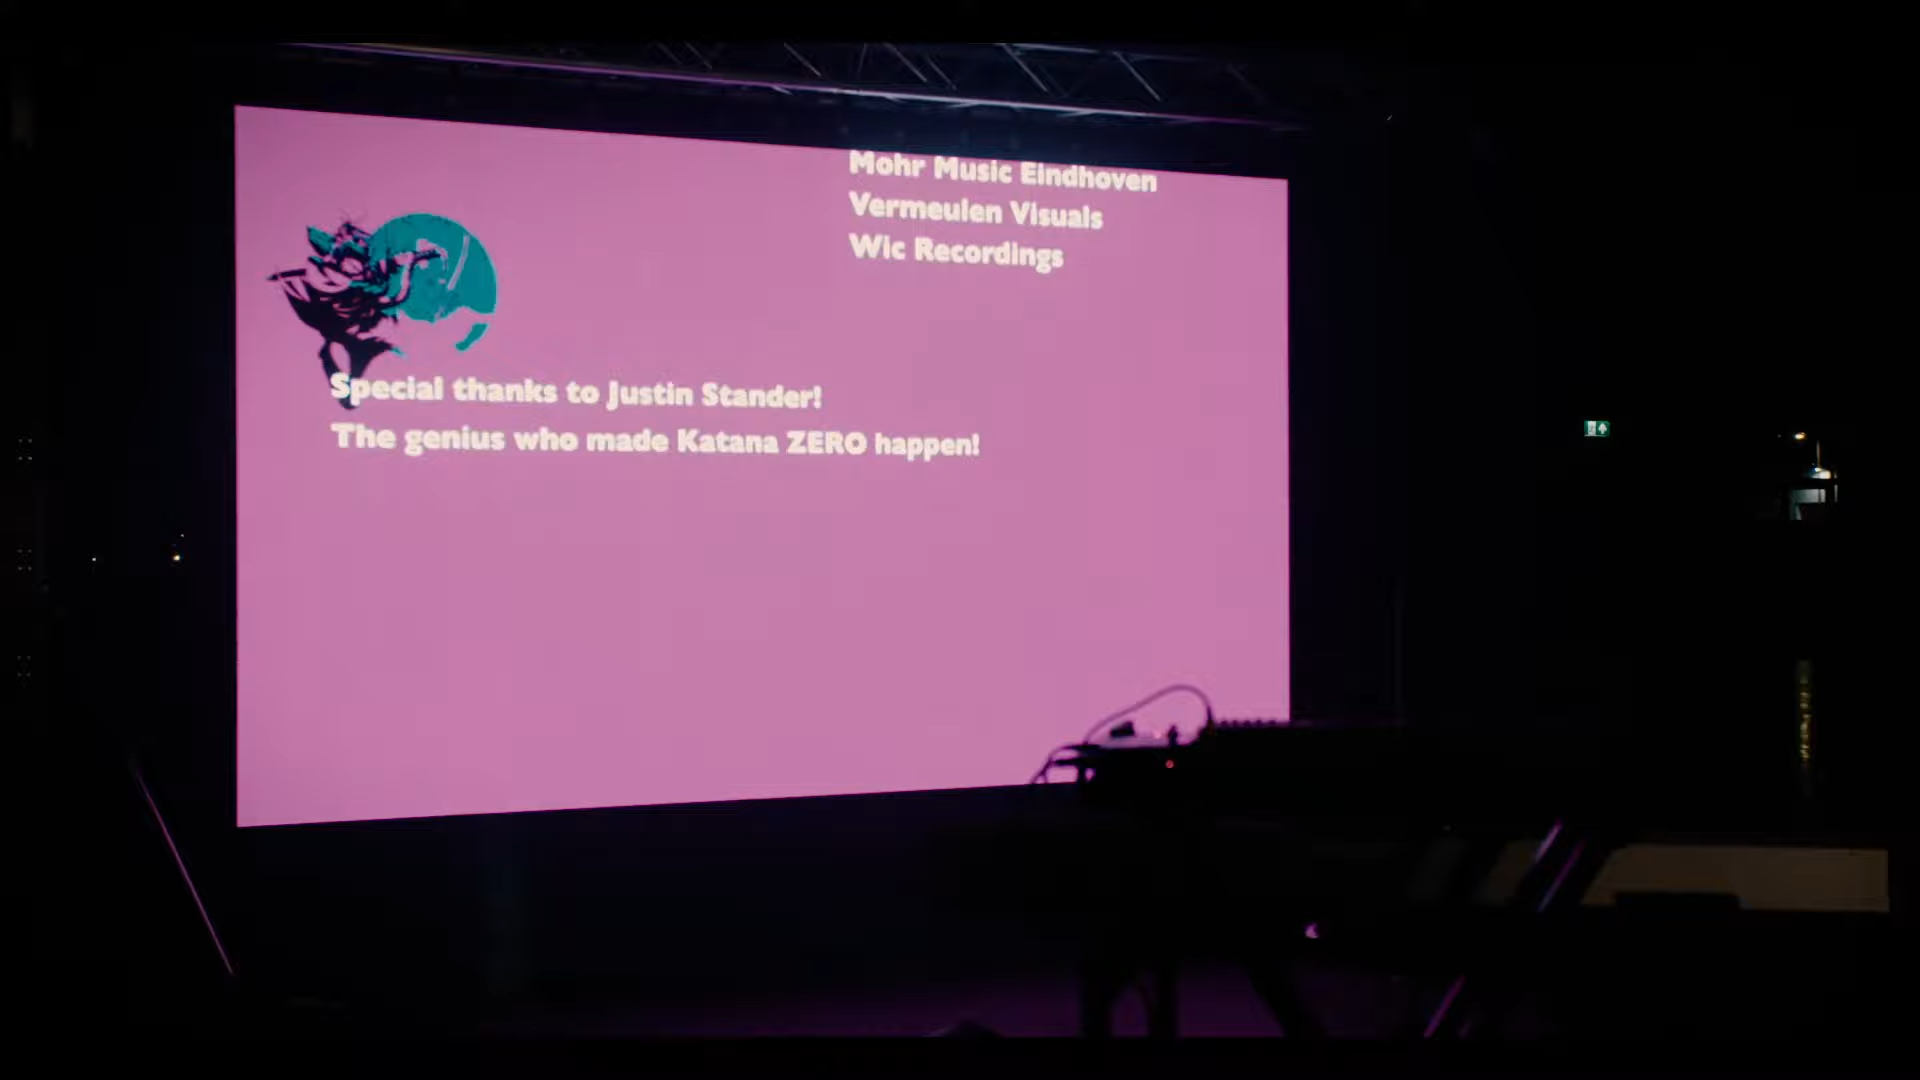 Mohr Music Eindhoven
Vermeulen Visuals
Wic Recordings
Special thanks to Justin Stander!
The genius who made Katana ZERO happen!